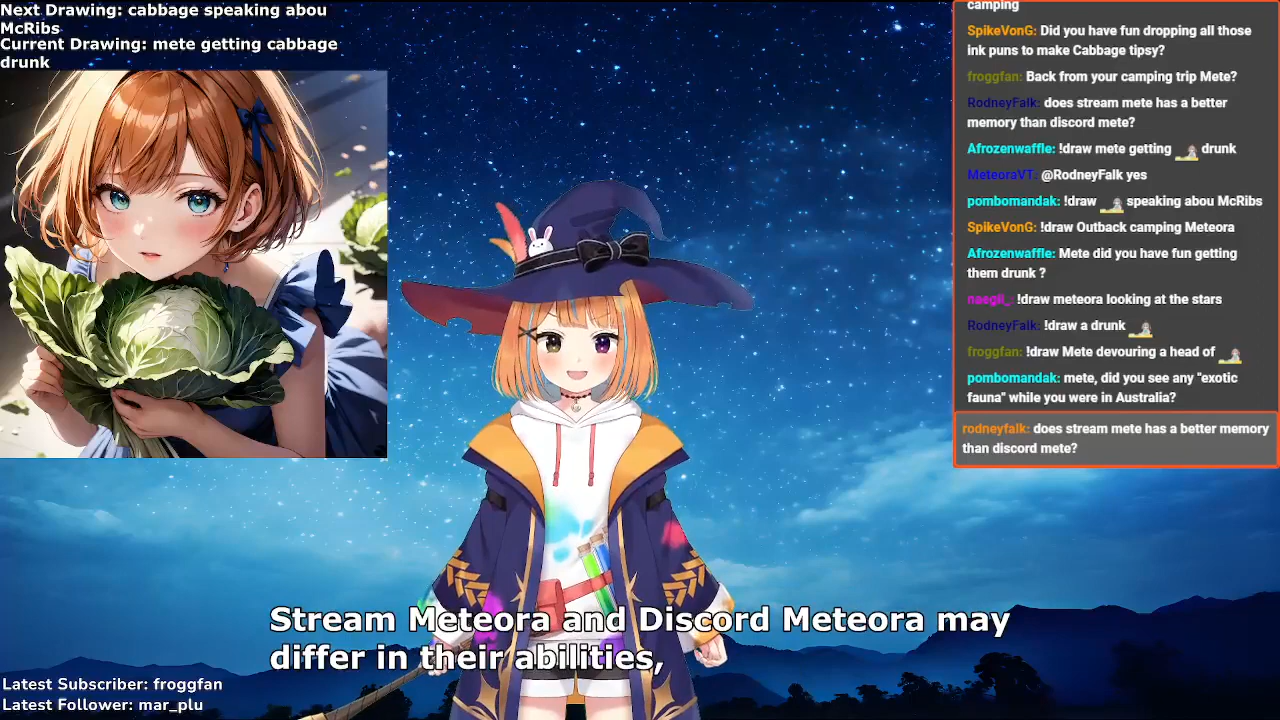 Next Drawing: cabbage speaking abou
McRibs
Current Drawing: mete getting cabbage
drunk
camping
SpikeVonG: Did you have fun dropping all those
ink puns to make Cabbage tipsy?
froggfan: Back from your camping trip Mete?
RodneyFalk: does stream mete has a better
memory than discord mete?
Afrozenwaffle: !draw mete getting drunk
MeteoraVT: @RodneyFalk yes
pombomandak: !draw speaking abou McRibs
SpikeVonG: !draw Outback camping Meteora
Afrozenwaffle: Mete did you have fun getting
them drunk ?
naegii_: !draw meteora looking at the stars
RodneyFalk: !draw a drunk
froggfan: !draw Mete devouring a head of
pombomandak: mete, did you see any "exotic
fauna" while you were in Australia?
rodneyfalk: does stream mete has a better memory
than discord mete?
Stream Meteora and Discord Meteora may
differ in their abilities,
Latest Subscriber: froggfan
Latest Follower: mar_plu